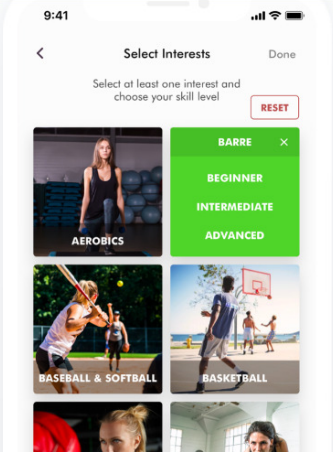 9:41
Select Interests
Done
Select at least one interest and
choose your skill level
RESET
BARRE ×
BEGINNER
INTERMEDIATE
ADVANCED
AEROBICS
BASEBALL & SOFTBALL
BASKETBALL